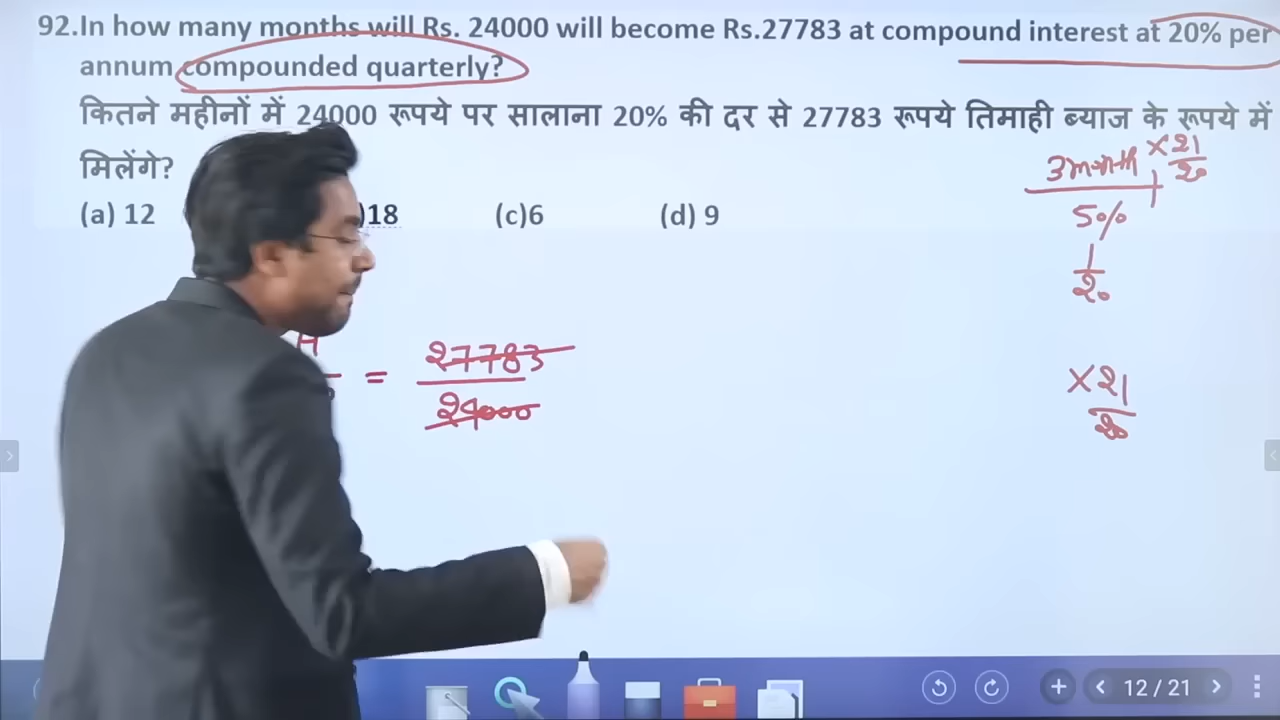 92.In how many months will Rs. 24000 will become Rs.27783 at compound interest at 20% per
annum compounded quarterly?
कितने महीनों में 24000 रूपये पर सालाना 20% की दर से 27783 रूपये तिमाही ब्याज के रूपये में
मिलेंगे?
(a) 12 )18 (c)6 (d) 9
3month × 21/20
5%
1/20
= 27783/24000
× 21/20
12 / 21